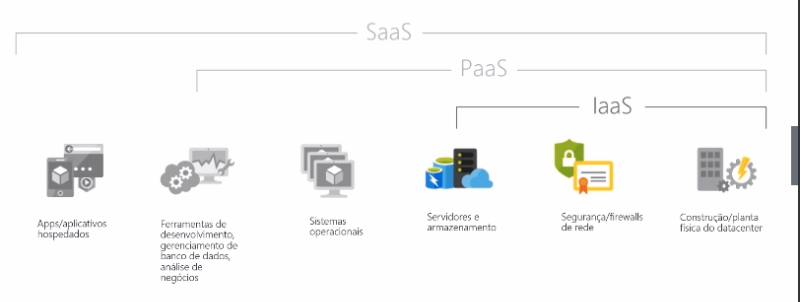 SaaS
PaaS
IaaS
Apps/aplicativos
hospedados
Ferramentas de
desenvolvimento,
gerenciamento de
banco de dados,
análise de
negócios
Sistemas
operacionais
Servidores e
armazenamento
Segurança/firewalls
de rede
Construção/planta
física do datacenter